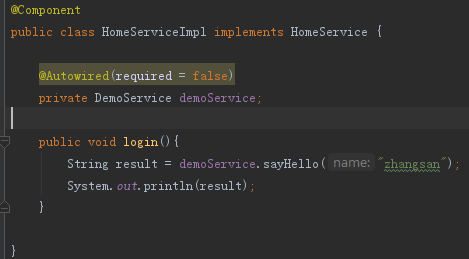 @Component
public class HomeServiceImpl implements HomeService {
@Autowired(required = false)
private DemoService demoService;
public void login(){
String result = demoService.sayHello( name: "zhangsan");
System.out.println(result);
}
}